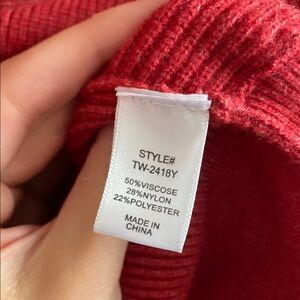 STYLE#
TW-2418Y
50%VISCOSE
28%NYLON
22%POLYESTER
MADE IN
CHINA